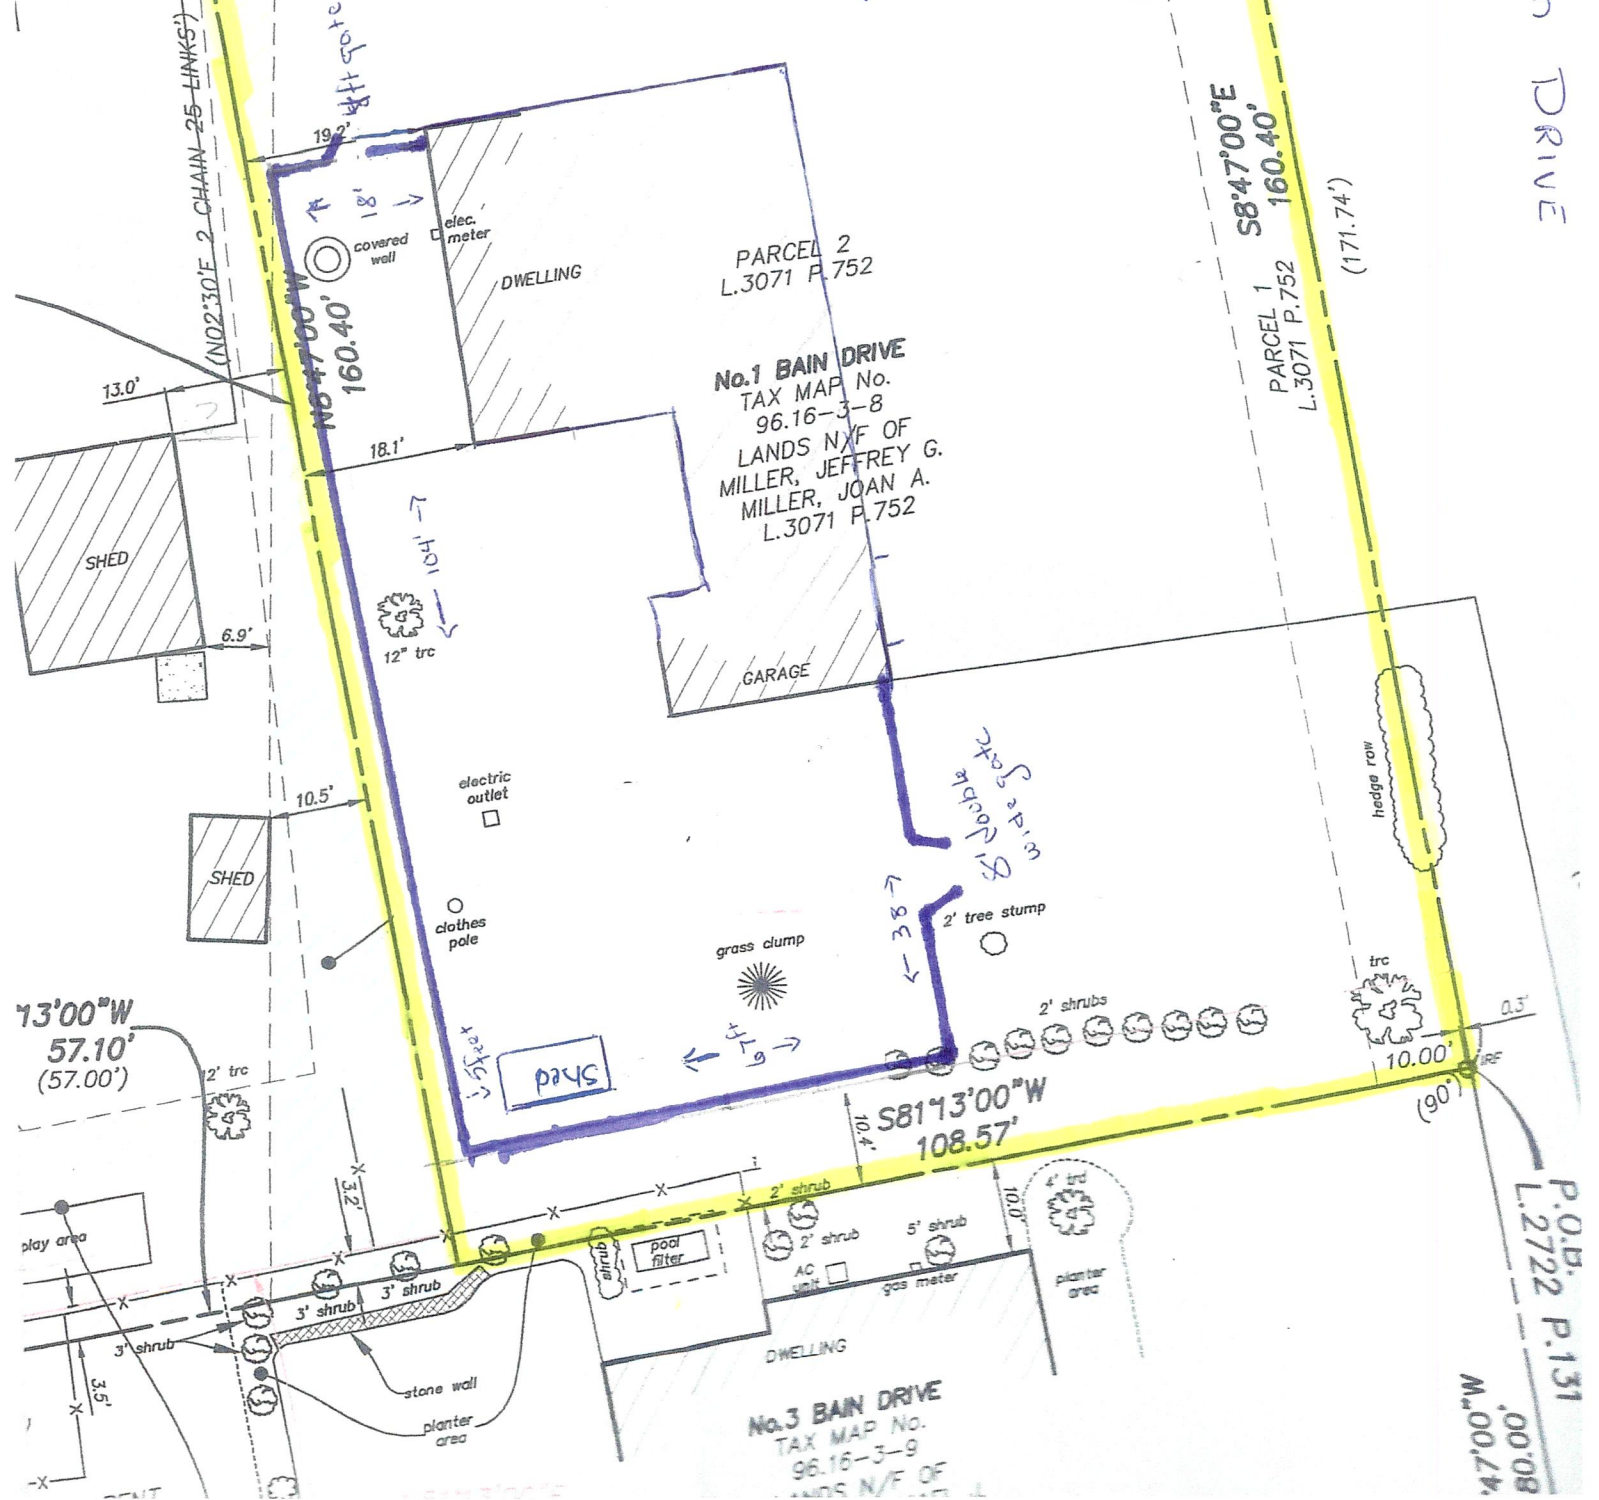 DRIVE
(N02°30'E 2 CHAIN 25 LINKS)
gate
19.2'
18'
covered
well
elec.
meter
DWELLING
PARCEL 2
L.3071 P.752
S8°47'00"E
160.40'
(171.74')
PARCEL 1
L.3071 P.752
N8°47'00"W
160.40'
No.1 BAIN DRIVE
TAX MAP No.
96.16-3-8
LANDS N/F OF
MILLER, JEFFREY G.
MILLER, JOAN A.
L.3071 P.752
13.0'
18.1'
← 104' →
SHED
6.9'
12" trc
GARAGE
hedge row
electric
outlet
10.5'
8' double
wide gate
SHED
clothes
pole
← 38 →
2' tree stump
grass clump
trc
2' shrubs
0.3'
13'00"W
57.10'
(57.00')
5 feet
Shed
← 67 ft →
10.00'
IRF
(90°)
S81°13'00"W
108.57'
10.4'
12' trc
3.2'
P.O.B.
L.2722 P.131
play area
2' shrub
4' trd
10.0'
shrub
pool
filter
2' shrub
5' shrub
AC
unit
gas meter
planter
area
3' shrub
3' shrub
3' shrub
DWELLING
stone wall
planter
area
3.5'
No.3 BAIN DRIVE
TAX MAP No.
96.16-3-9
LANDS N/F OF
47'00"W
80.00'